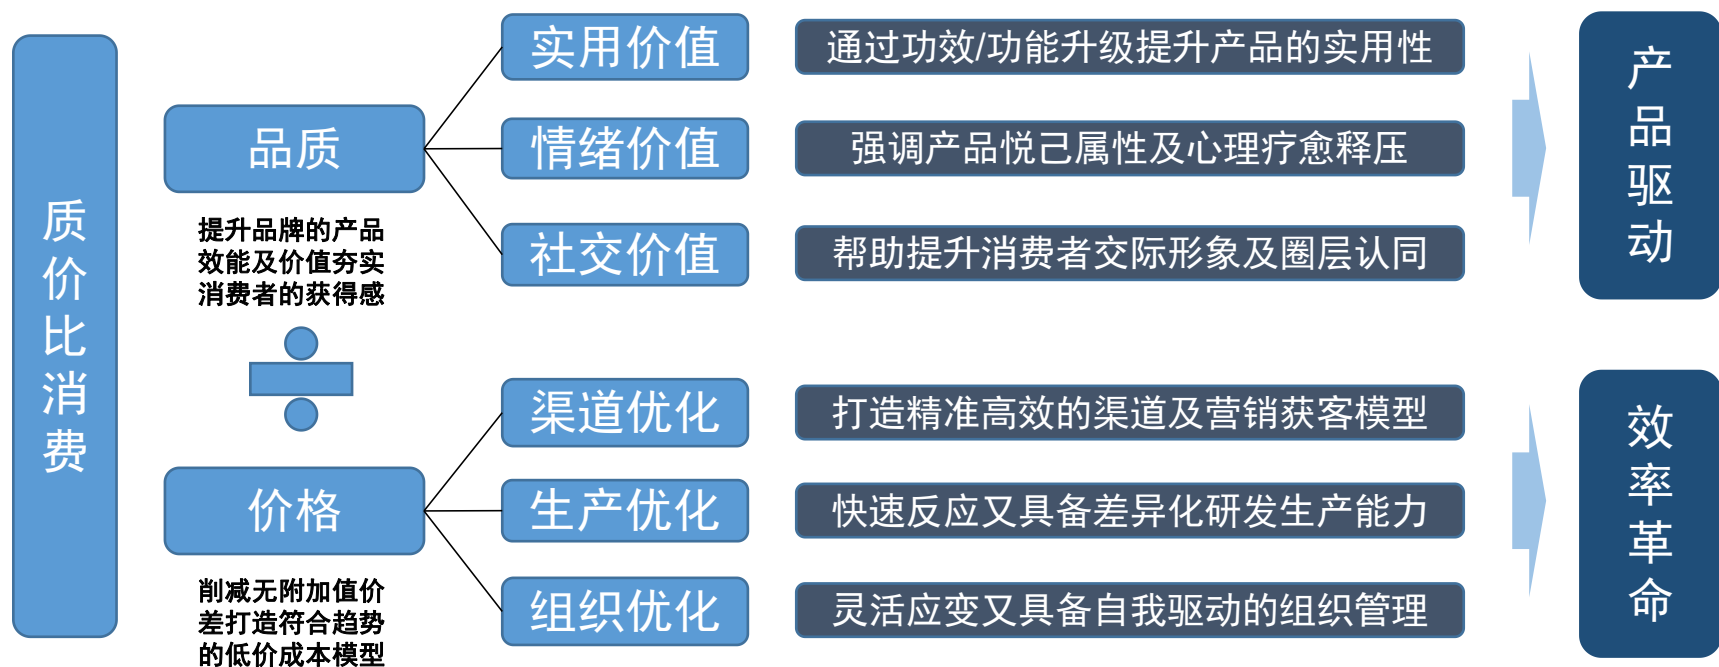 质价比消费
品质
提升品牌的产品
效能及价值夯实
消费者的获得感
实用价值
通过功效/功能升级提升产品的实用性
情绪价值
强调产品悦己属性及心理疗愈释压
社交价值
帮助提升消费者交际形象及圈层认同
产品驱动
÷
价格
削减无附加值价
差打造符合趋势
的低价成本模型
渠道优化
打造精准高效的渠道及营销获客模型
生产优化
快速反应又具备差异化研发生产能力
组织优化
灵活应变又具备自我驱动的组织管理
效率革命